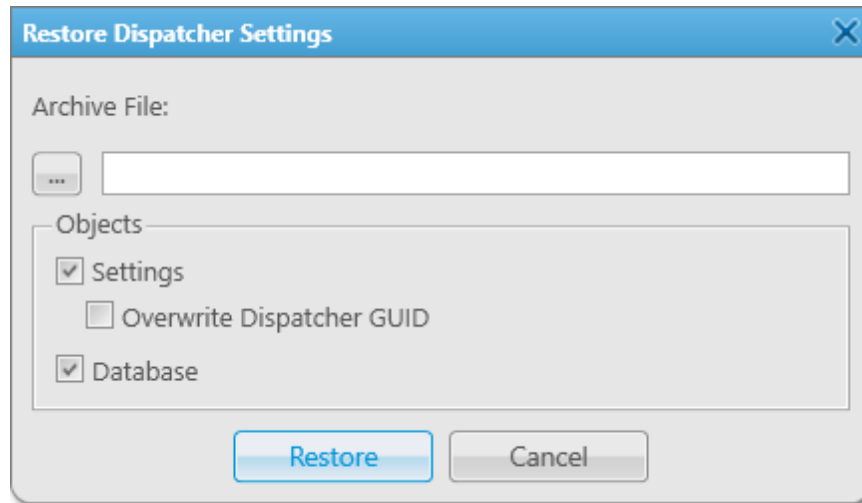 Restore Dispatcher Settings
Archive File:
...
Objects
Settings
Overwrite Dispatcher GUID
Database
Restore Cancel